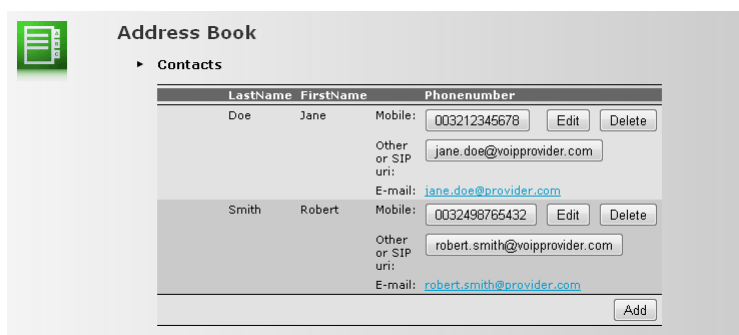 Address Book
Contacts
LastName FirstName Phonenumber
Doe Jane Mobile: 003212345678 Edit Delete
Other or SIP uri: jane.doe@voipprovider.com
E-mail: jane.doe@provider.com
Smith Robert Mobile: 0032498765432 Edit Delete
Other or SIP uri: robert.smith@voipprovider.com
E-mail: robert.smith@provider.com
Add